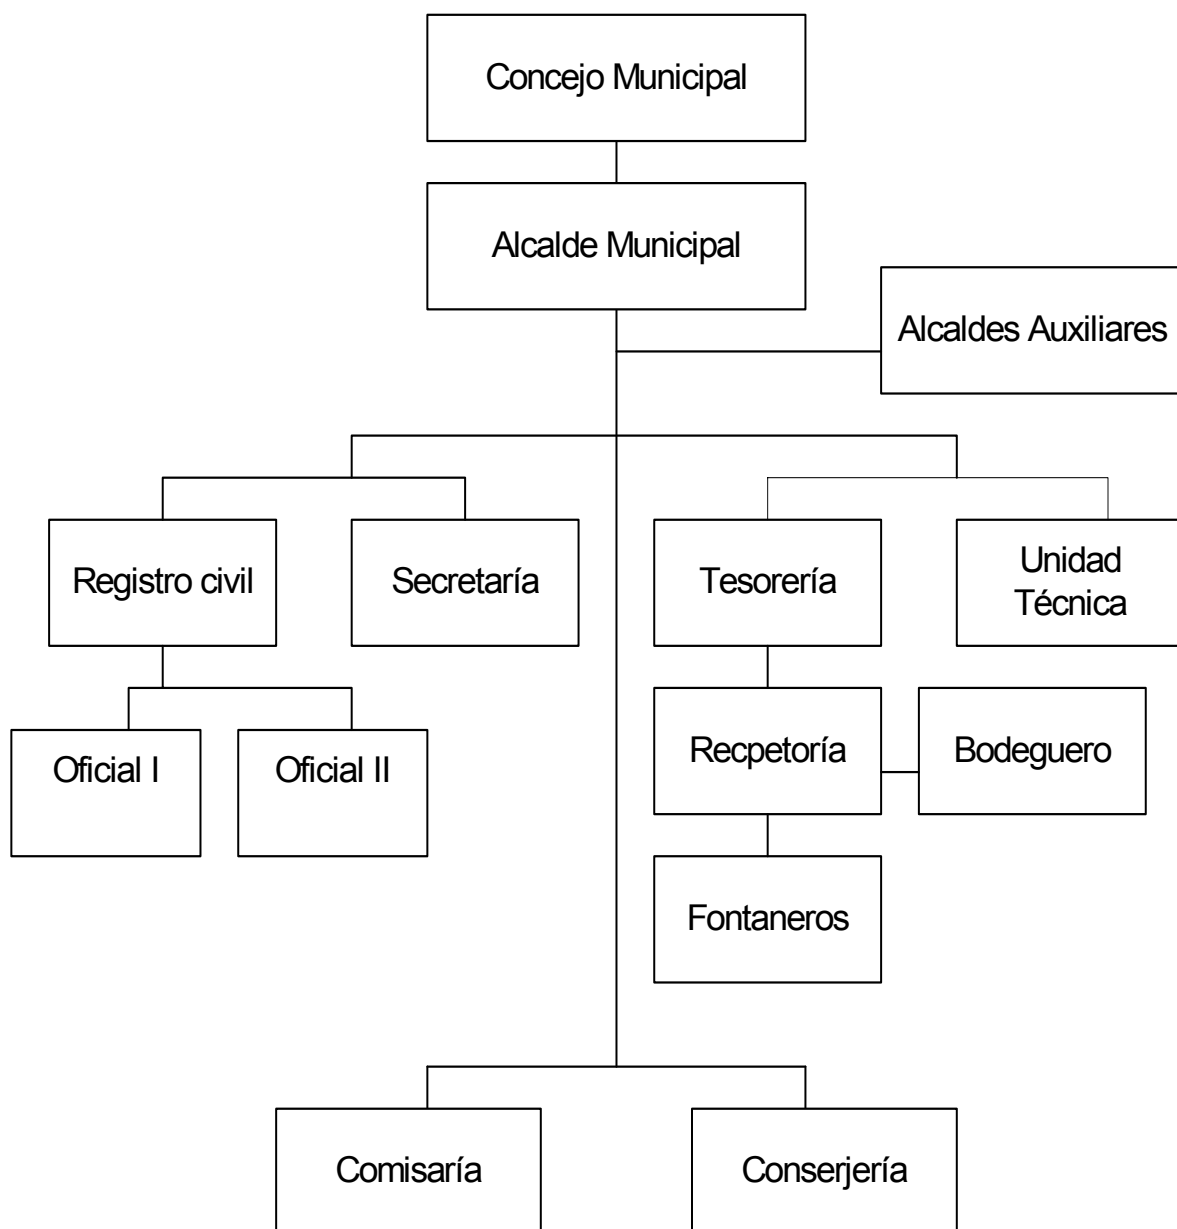 Concejo Municipal
Alcalde Municipal
Alcaldes Auxiliares
Registro civil
Secretaría
Tesorería
Unidad
Técnica
Oficial I
Oficial II
Recpetoría
Bodeguero
Fontaneros
Comisaría
Conserjería